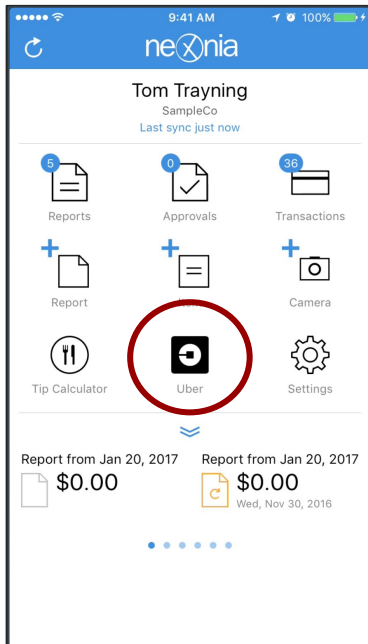 9:41 AM 100%
nexonia
Tom Trayning
SampleCo
Last sync just now
5 0 36
Reports Approvals Transactions
Report Camera
Tip Calculator Uber Settings
Report from Jan 20, 2017 Report from Jan 20, 2017
$0.00 $0.00
Wed, Nov 30, 2016